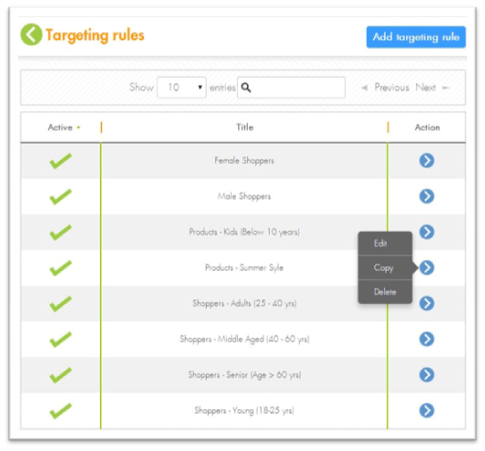 Targeting rules
Add targeting rule
Show 10 entries Previous Next
Active Title Action
Female Shoppers
Male Shoppers
Products - Kids (Below 10 years)
Edit
Products - Summer Syle
Copy
Delete
Shoppers - Adults (25 - 40 yrs)
Shoppers - Middle Aged (40 - 60 yrs)
Shoppers - Senior (Age > 60 yrs)
Shoppers - Young (18-25 yrs)